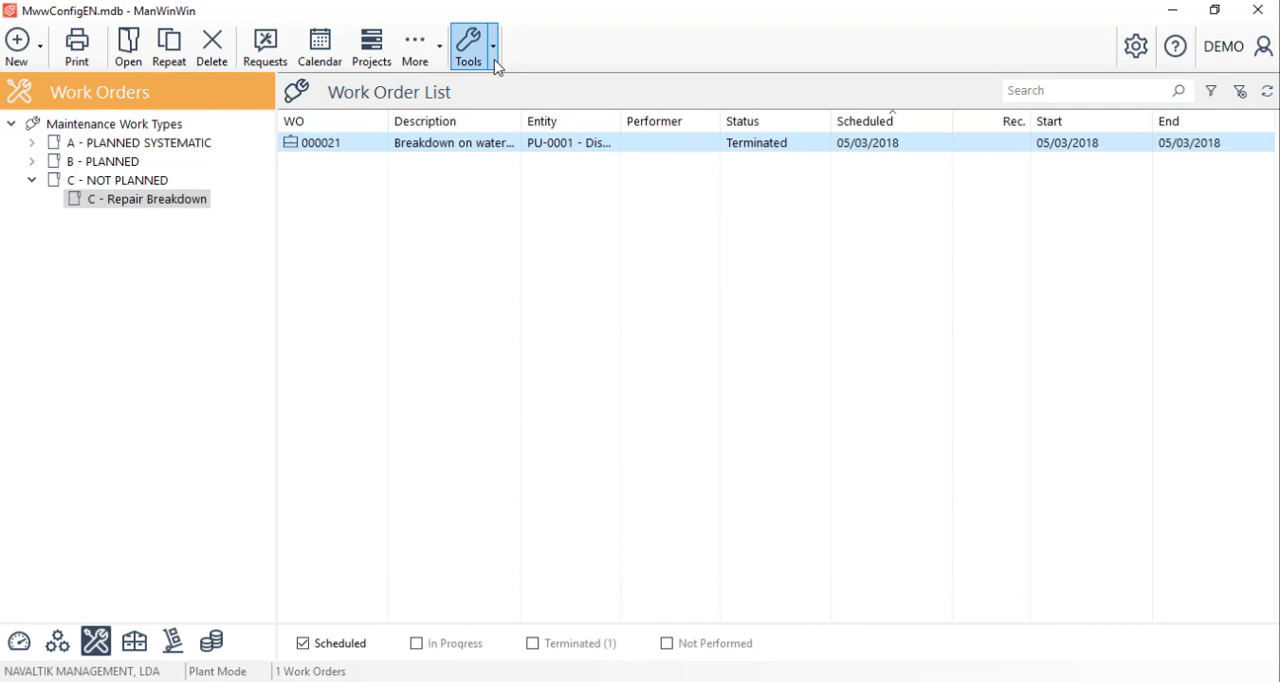 MwwConfigEN.mdb - ManWinWin
New Print Open Repeat Delete Requests Calendar Projects More Tools DEMO
Work Orders
Work Order List
Search
Maintenance Work Types
A - PLANNED SYSTEMATIC
B - PLANNED
C - NOT PLANNED
C - Repair Breakdown
WO Description Entity Performer Status Scheduled Rec. Start End
000021 Breakdown on water... PU-0001 - Dis... Terminated 05/03/2018 05/03/2018 05/03/2018
Scheduled In Progress Terminated (1) Not Performed
NAVALTIK MANAGEMENT, LDA Plant Mode 1 Work Orders